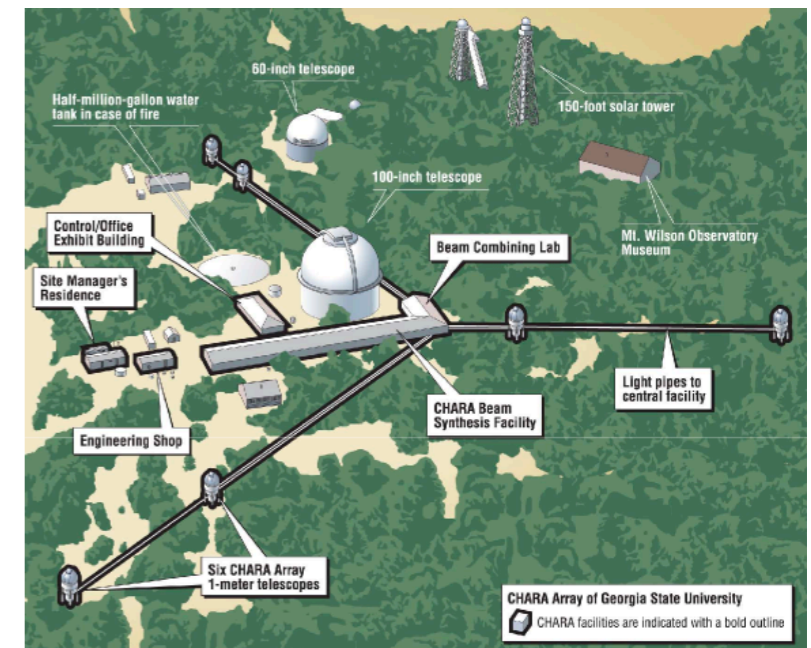 60-inch telescope
Half-million-gallon water
tank in case of fire
150-foot solar tower
100-inch telescope
Control/Office
Exhibit Building
Beam Combining Lab
Mt. Wilson Observatory
Museum
Site Manager's
Residence
Light pipes to
central facility
CHARA Beam
Synthesis Facility
Engineering Shop
Six CHARA Array
1-meter telescopes
CHARA Array of Georgia State University
CHARA facilities are indicated with a bold outline